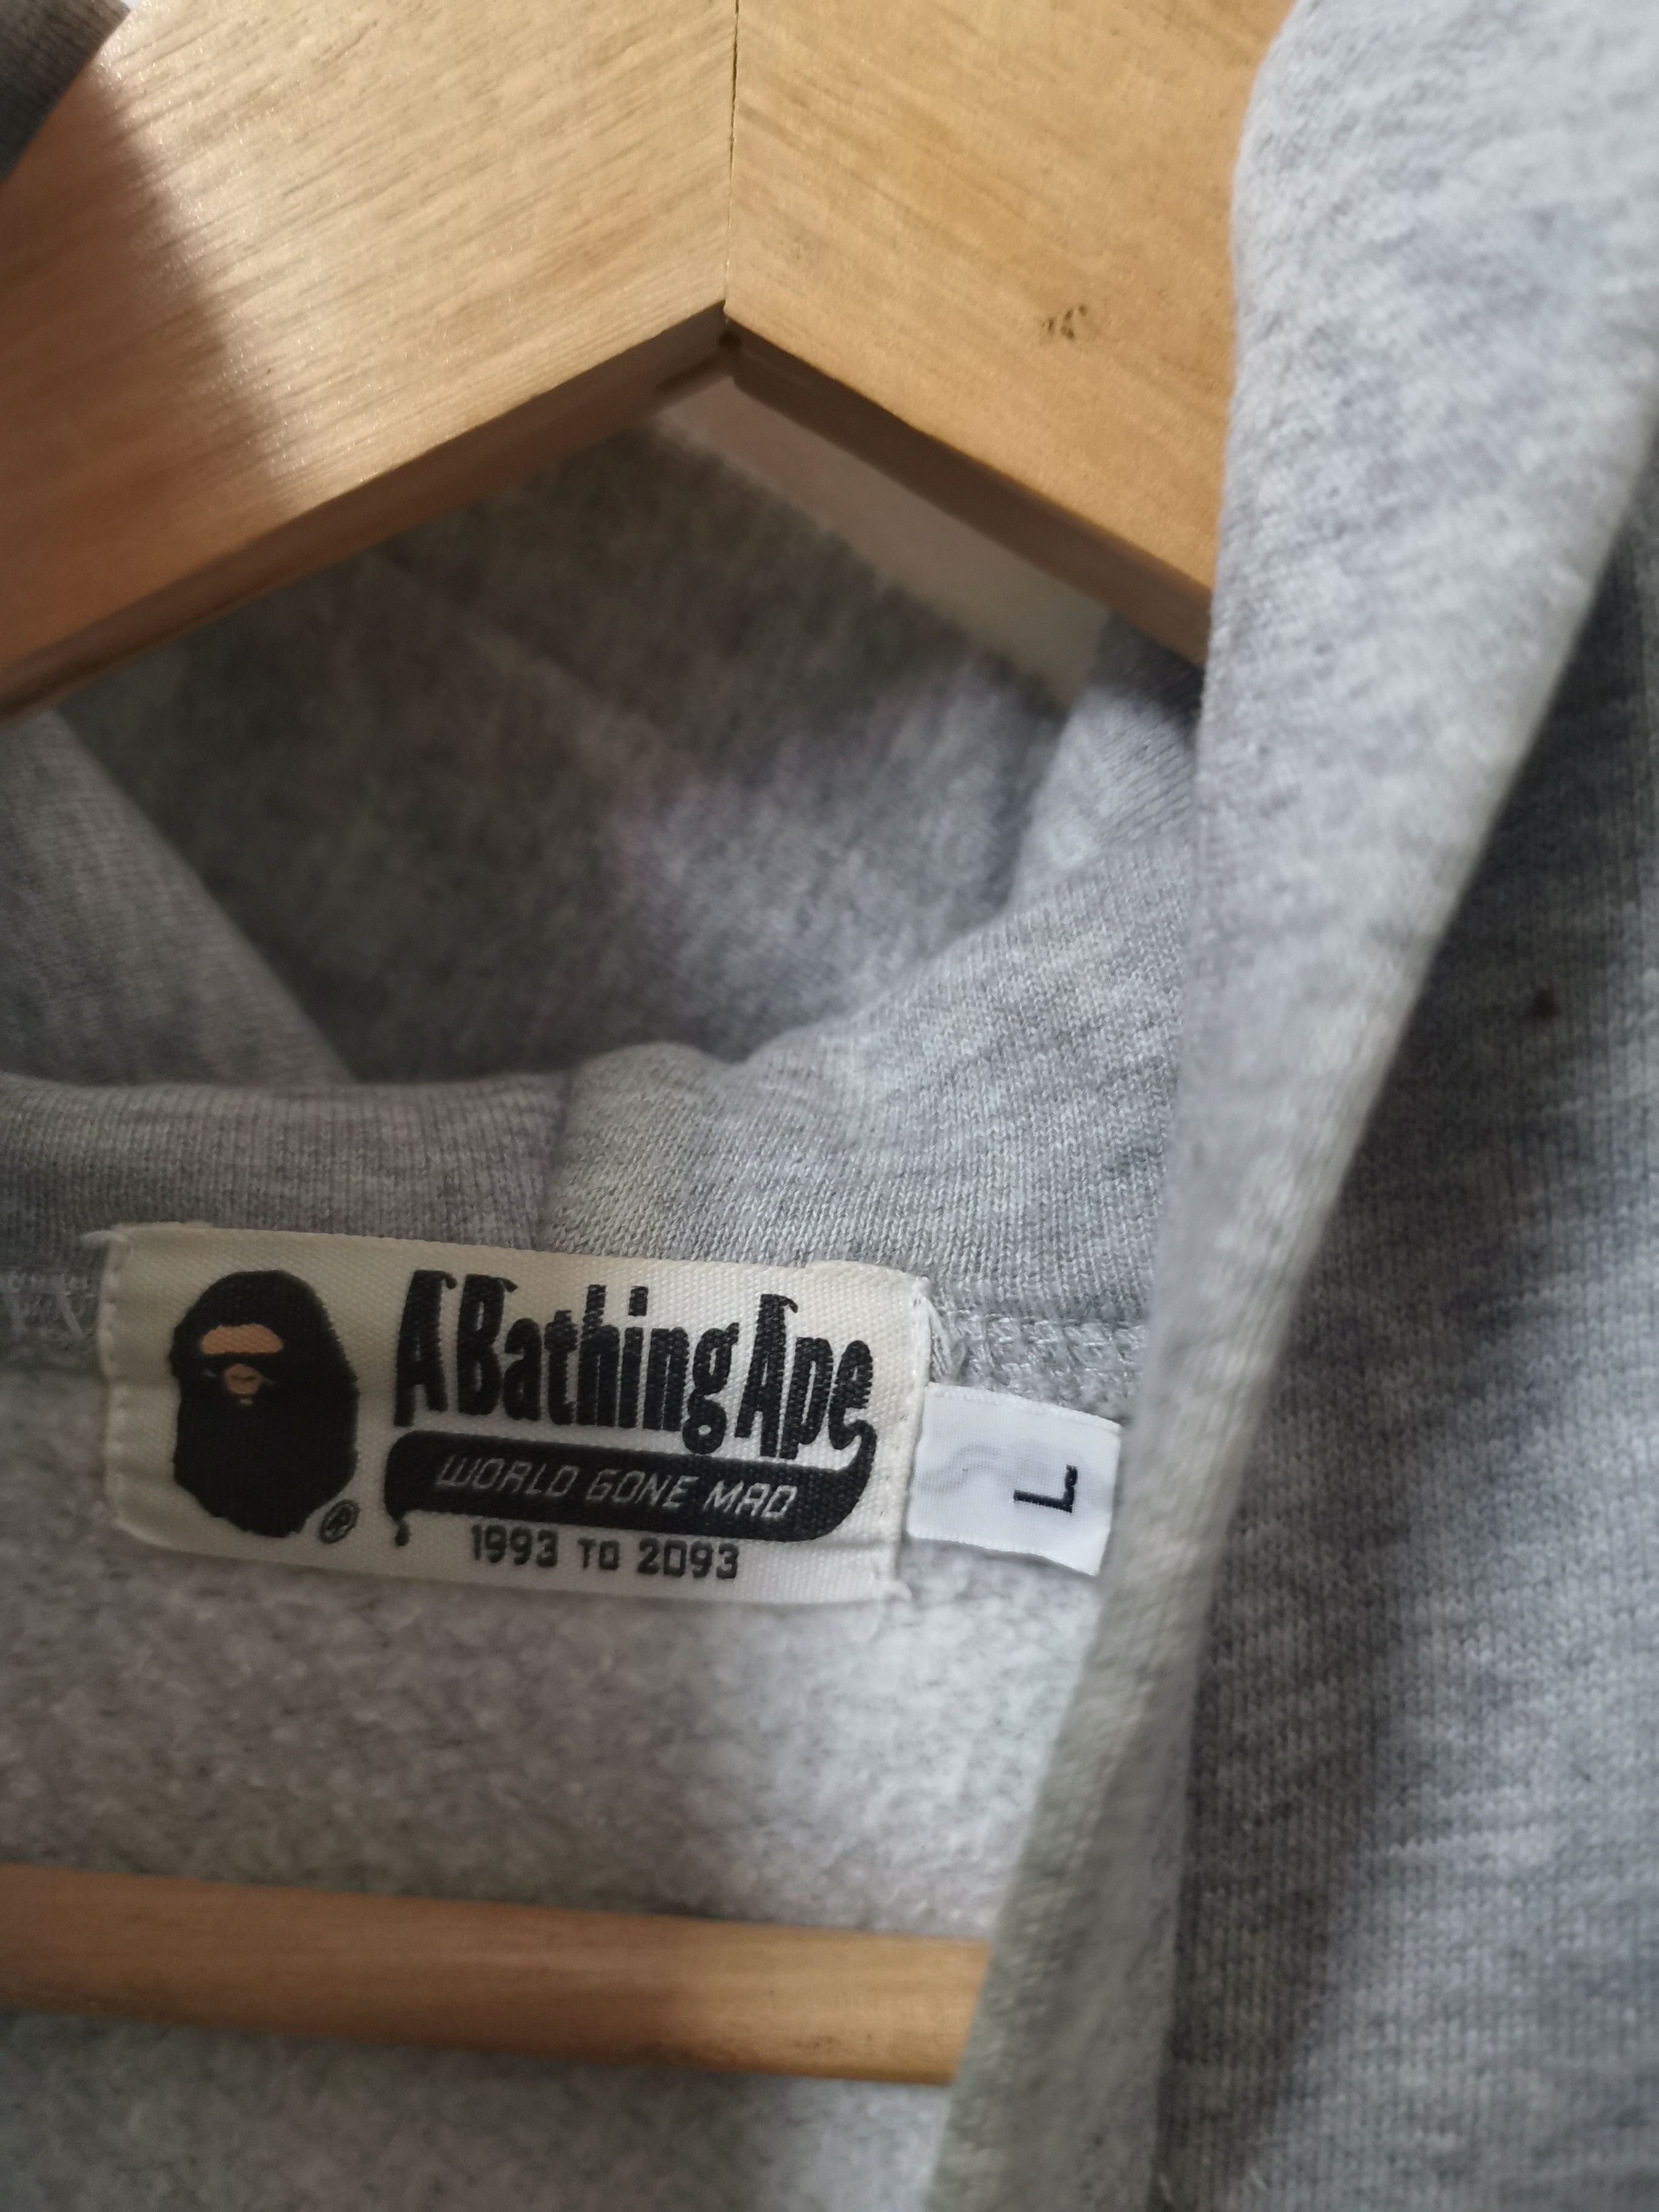 A Bathing Ape
WORLD GONE MAD
®
1993 TO 2093
L